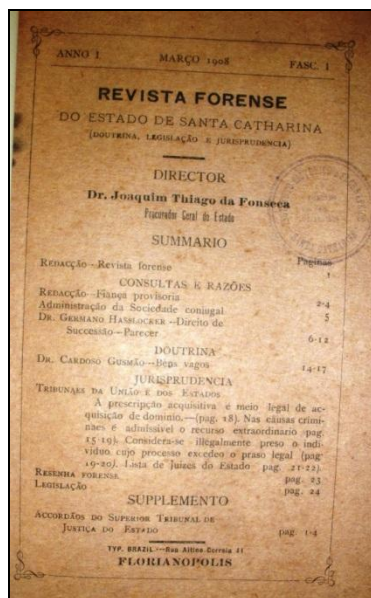 ANNO I MARÇO 1908 FASC. I
REVISTA FORENSE
DO ESTADO DE SANTA CATHARINA
(DOUTRINA, LEGISLAÇÃO E JURISPRUDENCIA)
DIRECTOR
Dr. Joaquim Thiago da Fonseca
Procurador Geral do Estado
SUMMARIO
Paginas
REDACÇÃO—Revista forense 1
CONSULTAS E RAZÕES
REDACÇÃO—Fiança provisoria 2-4
Administração da Sociedade conjugal 5
DR. GERMANO HASSLOCKER—Direito de
Successão—Parecer 6-12
DOUTRINA
DR. CARDOSO GUSMÃO—Bens vagos 14-17
JURISPRUDENCIA
TRIBUNAES DA UNIÃO E DOS ESTADOS
A prescripção acquisitiva e meio legal de ac-
quisição de dominio.—(pag. 18). Nas causas crimi-
naes é admissivel o recurso extraordinario (pag.
15-19). Considera-se illegalmente preso o indi-
viduo cujo processo excedeo o praso legal (pag
19-20). Lista de Juizes do Estado pag. 21-22).
RESENHA FORENSE pag. 23
LEGISLAÇÃO pag. 24
SUPPLEMENTO
ACCORDÃOS DO SUPERIOR TRIBUNAL DE
JUSTIÇA DO ESTADO pag. 1-4
TYP. BRAZIL—Rua Altino Correia 21
FLORIANOPOLIS